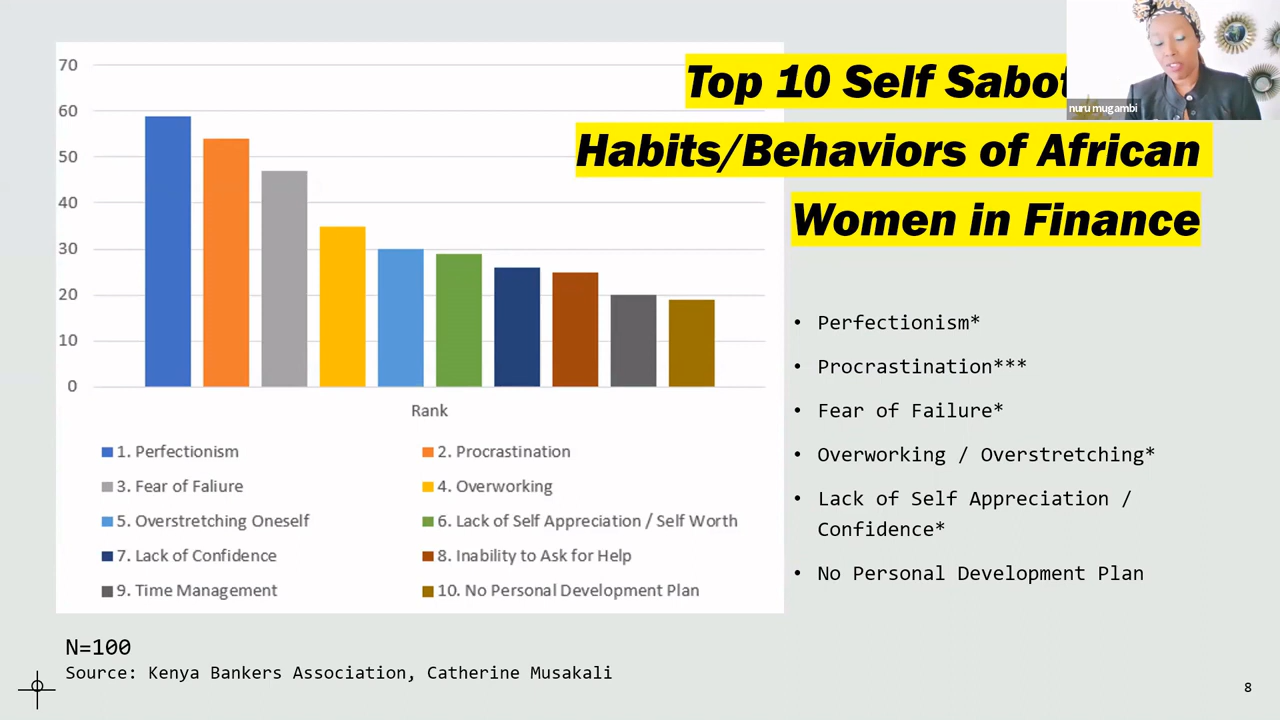 Top 10 Self
Habits/Behaviors of African
Women in Finance
nuru mugambi
70
60
50
40
30
20
10
0
Rank
1. Perfectionism
2. Procrastination
3. Fear of Faliure
4. Overworking
5. Overstretching Oneself
6. Lack of Self Appreciation / Self Worth
7. Lack of Confidence
8. Inability to Ask for Help
9. Time Management
10. No Personal Development Plan
• Perfectionism*
• Procrastination***
• Fear of Failure*
• Overworking / Overstretching*
• Lack of Self Appreciation /
Confidence*
• No Personal Development Plan
N=100
Source: Kenya Bankers Association, Catherine Musakali
8